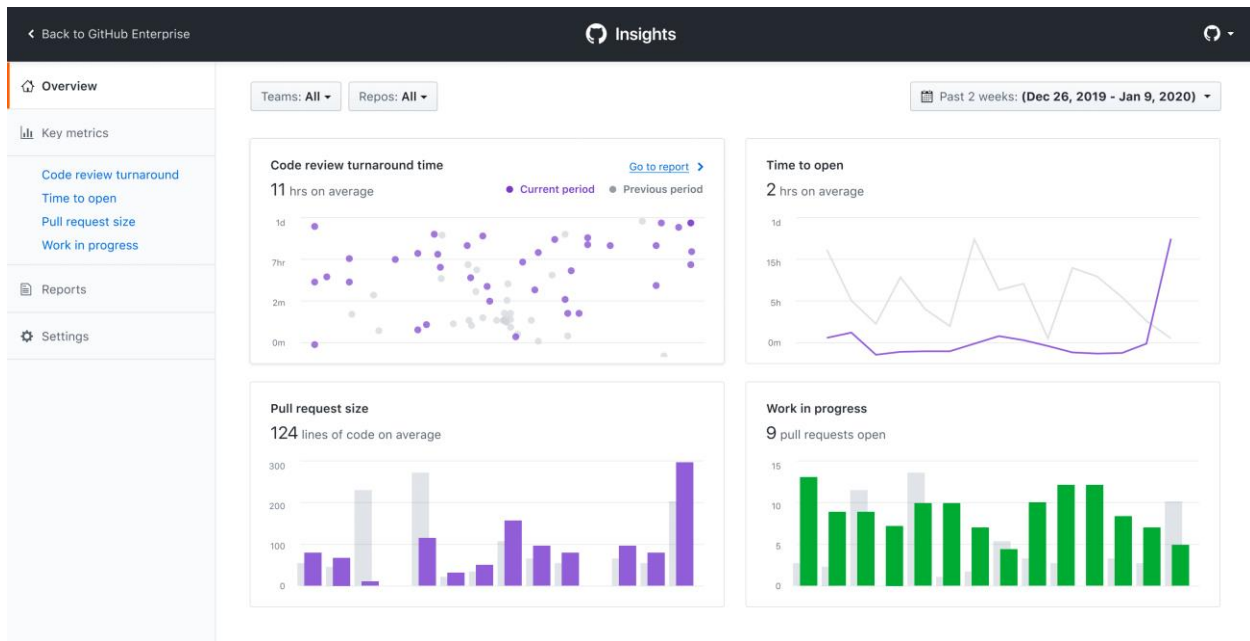 Back to GitHub Enterprise
Insights
Overview
Key metrics
Code review turnaround
Time to open
Pull request size
Work in progress
Reports
Settings
Teams: All
Repos: All
Past 2 weeks: (Dec 26, 2019 - Jan 9, 2020)
Code review turnaround time
Go to report
11 hrs on average
Current period
Previous period
1d
7hr
2m
0m
Time to open
2 hrs on average
1d
15h
5h
0m
Pull request size
124 lines of code on average
300
200
100
0
Work in progress
9 pull requests open
15
10
5
0